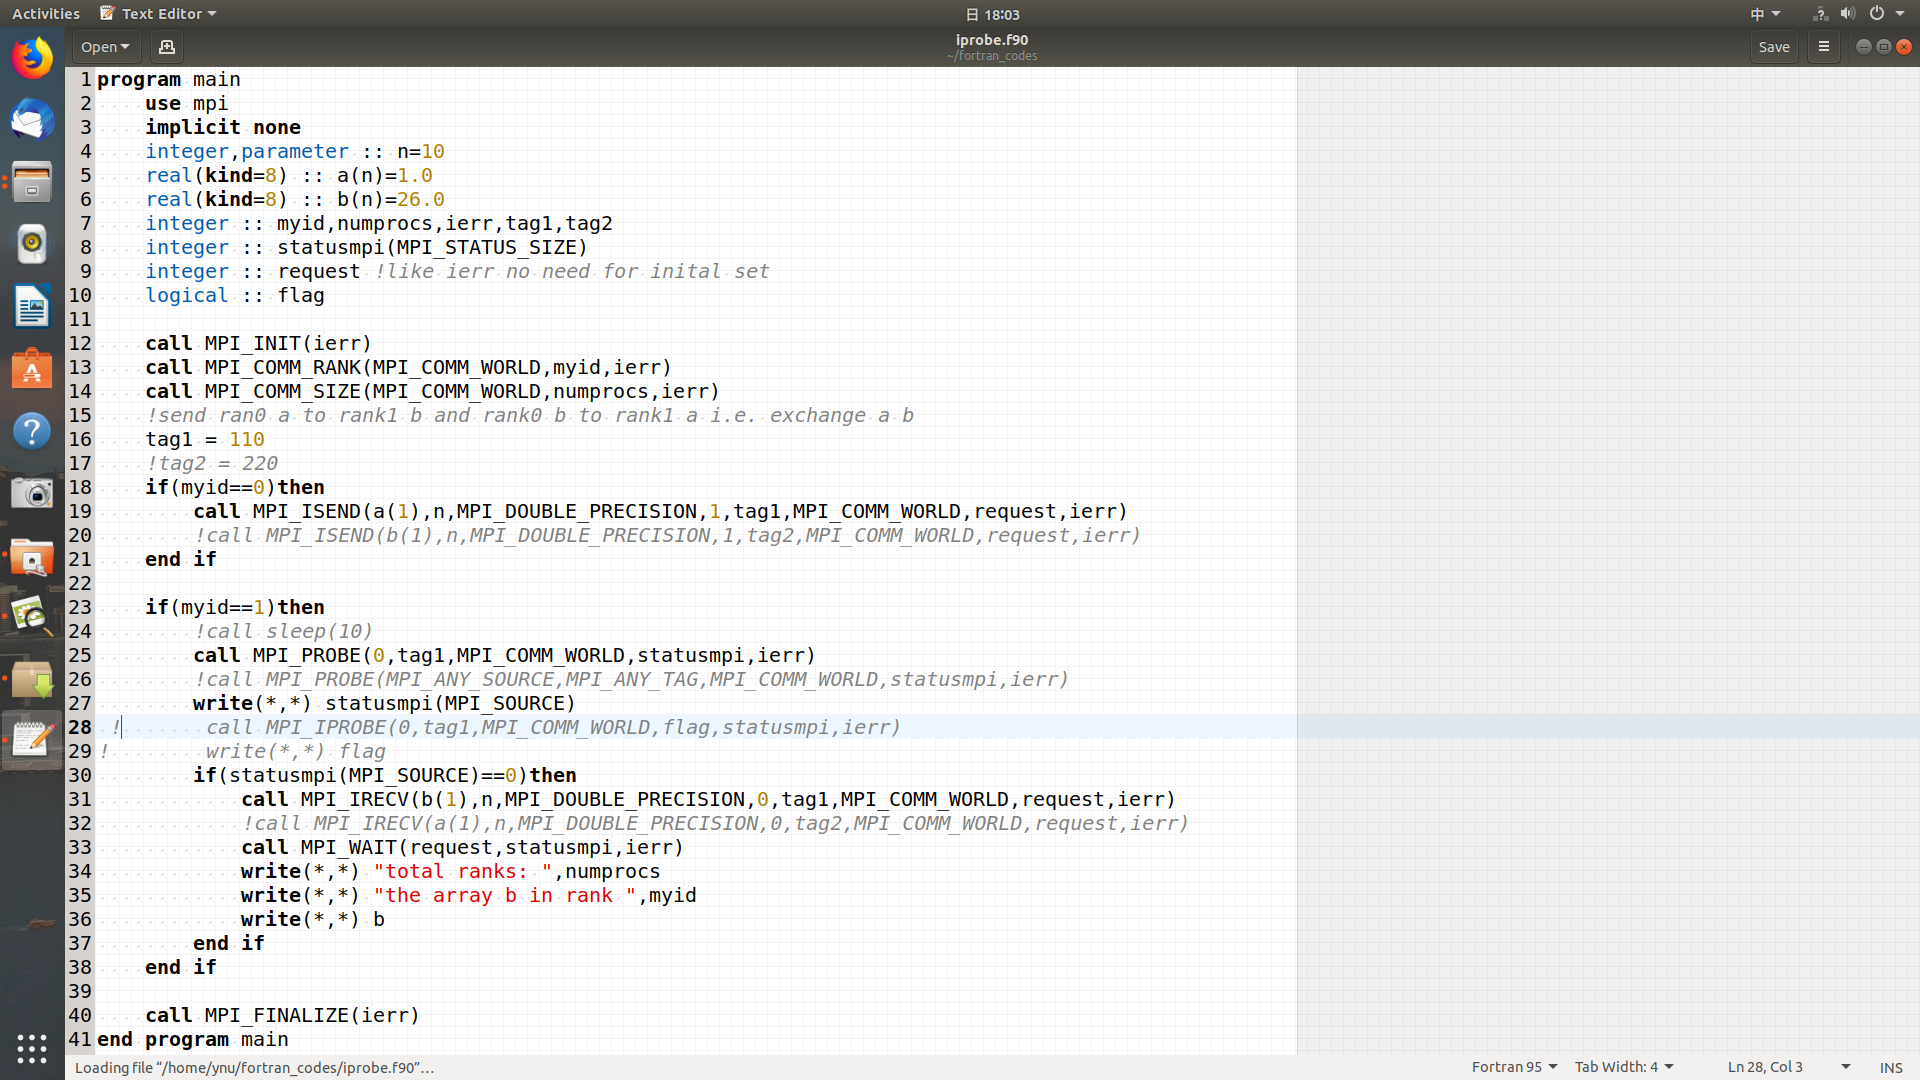 Activities Text Editor 日 18:03 中
Open iprobe.f90 Save
~/fortran_codes
1 program main
2     use mpi
3     implicit none
4     integer,parameter :: n=10
5     real(kind=8) :: a(n)=1.0
6     real(kind=8) :: b(n)=26.0
7     integer :: myid,numprocs,ierr,tag1,tag2
8     integer :: statusmpi(MPI_STATUS_SIZE)
9     integer :: request !like ierr no need for inital set
10     logical :: flag
11
12     call MPI_INIT(ierr)
13     call MPI_COMM_RANK(MPI_COMM_WORLD,myid,ierr)
14     call MPI_COMM_SIZE(MPI_COMM_WORLD,numprocs,ierr)
15     !send ran0 a to rank1 b and rank0 b to rank1 a i.e. exchange a b
16     tag1 = 110
17     !tag2 = 220
18     if(myid==0)then
19         call MPI_ISEND(a(1),n,MPI_DOUBLE_PRECISION,1,tag1,MPI_COMM_WORLD,request,ierr)
20         !call MPI_ISEND(b(1),n,MPI_DOUBLE_PRECISION,1,tag2,MPI_COMM_WORLD,request,ierr)
21     end if
22
23     if(myid==1)then
24         !call sleep(10)
25         call MPI_PROBE(0,tag1,MPI_COMM_WORLD,statusmpi,ierr)
26         !call MPI_PROBE(MPI_ANY_SOURCE,MPI_ANY_TAG,MPI_COMM_WORLD,statusmpi,ierr)
27         write(*,*) statusmpi(MPI_SOURCE)
28  !       call MPI_IPROBE(0,tag1,MPI_COMM_WORLD,flag,statusmpi,ierr)
29 !        write(*,*) flag
30         if(statusmpi(MPI_SOURCE)==0)then
31             call MPI_IRECV(b(1),n,MPI_DOUBLE_PRECISION,0,tag1,MPI_COMM_WORLD,request,ierr)
32             !call MPI_IRECV(a(1),n,MPI_DOUBLE_PRECISION,0,tag2,MPI_COMM_WORLD,request,ierr)
33             call MPI_WAIT(request,statusmpi,ierr)
34             write(*,*) "total ranks: ",numprocs
35             write(*,*) "the array b in rank ",myid
36             write(*,*) b
37         end if
38     end if
39
40     call MPI_FINALIZE(ierr)
41 end program main
Loading file “/home/ynu/fortran_codes/iprobe.f90”… Fortran 95 Tab Width: 4 Ln 28, Col 3 INS